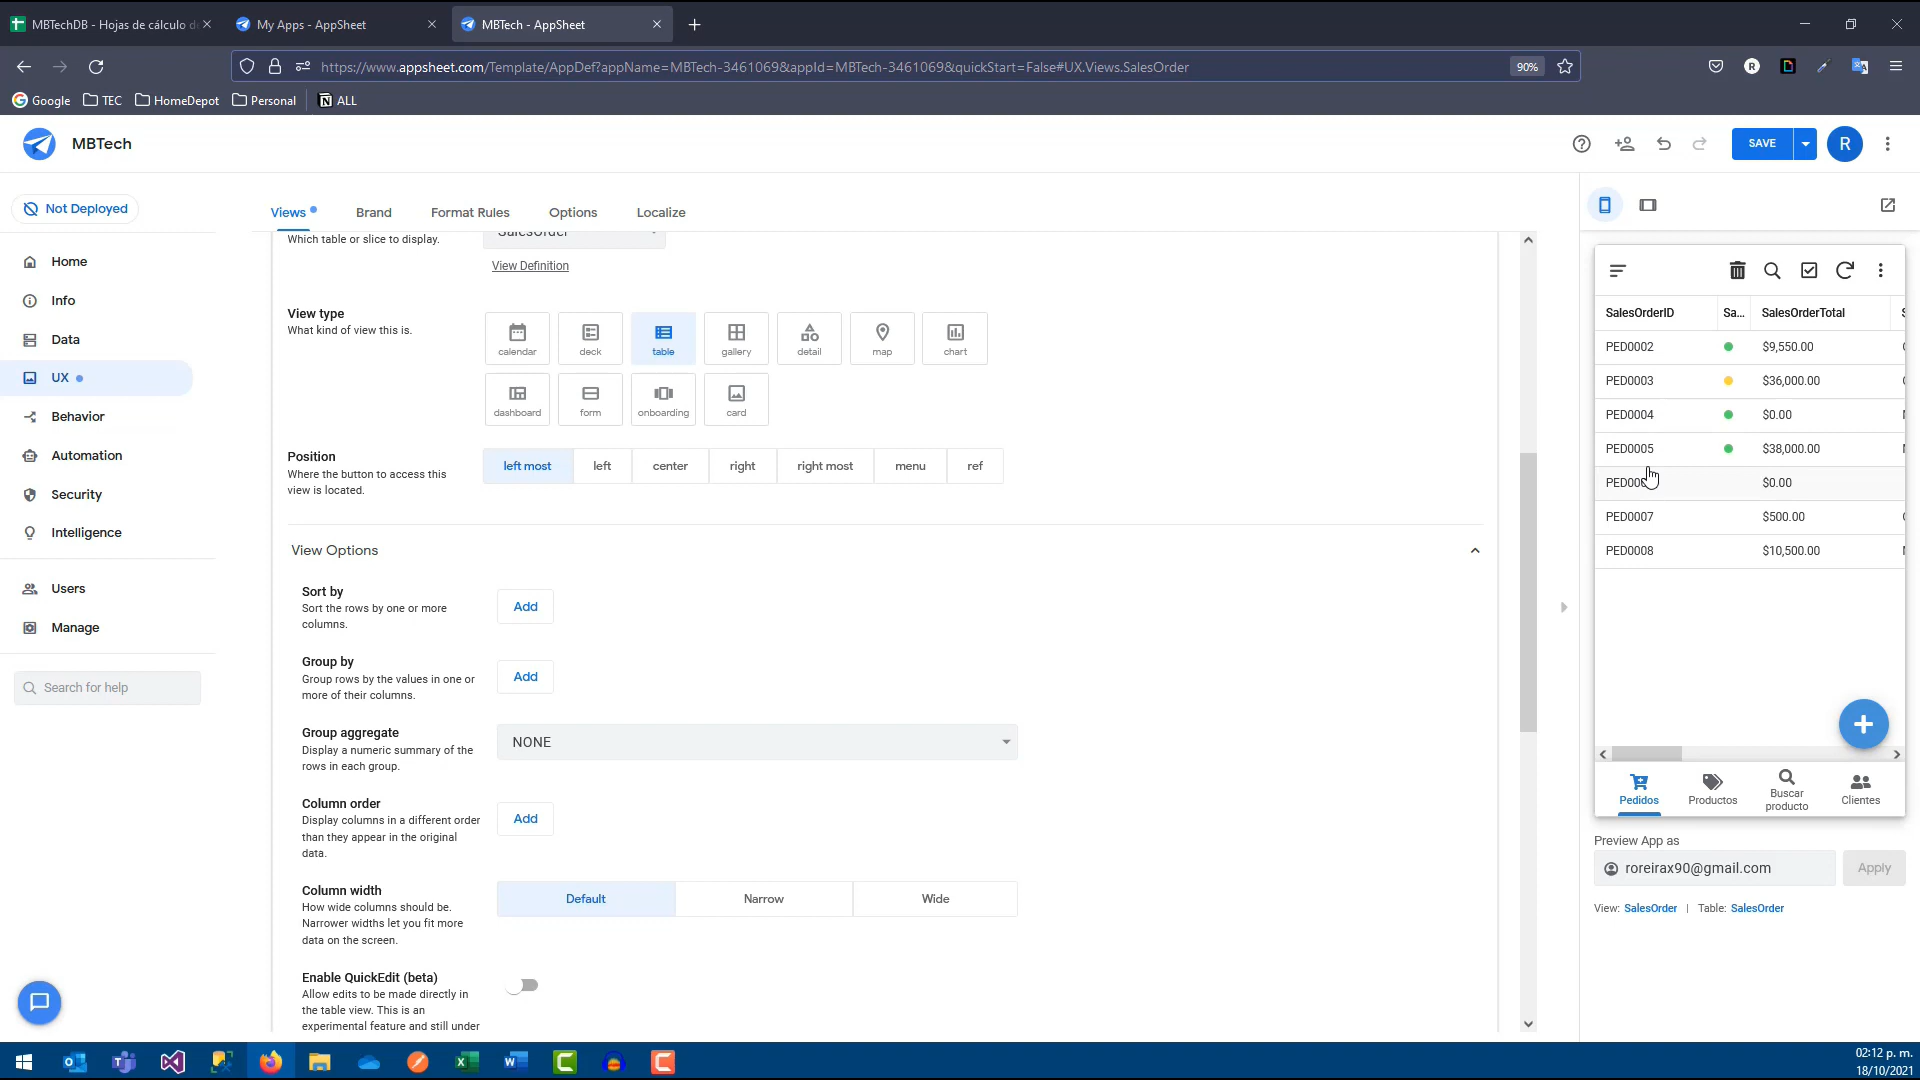 MBTechDB - Hojas de cálculo d
My Apps - AppSheet
MBTech - AppSheet
https://www.appsheet.com/Template/AppDef?appName=MBTech-3461069&appId=MBTech-3461069&quickStart=False#UX.Views.SalesOrder
90%
Google
TEC
HomeDepot
Personal
ALL
MBTech
SAVE
R
Not Deployed
Home
Info
Data
UX
Behavior
Automation
Security
Intelligence
Users
Manage
Search for help
Views
Brand
Format Rules
Options
Localize
Which table or slice to display.
SalesOrder
View Definition
View type
What kind of view this is.
calendar
deck
table
gallery
detail
map
chart
dashboard
form
onboarding
card
Position
Where the button to access this
view is located.
left most
left
center
right
right most
menu
ref
View Options
Sort by
Sort the rows by one or more
columns.
Add
Group by
Group rows by the values in one or
more of their columns.
Add
Group aggregate
Display a numeric summary of the
rows in each group.
NONE
Column order
Display columns in a different order
than they appear in the original
data.
Add
Column width
How wide columns should be.
Narrower widths let you fit more
data on the screen.
Default
Narrow
Wide
Enable QuickEdit (beta)
Allow edits to be made directly in
the table view. This is an
experimental feature and still under
SalesOrderID Sa... SalesOrderTotal
PED0002 $9,550.00
PED0003 $36,000.00
PED0004 $0.00
PED0005 $38,000.00
$0.00
PED0007 $500.00
PED0008 $10,500.00
Pedidos
Productos
Buscar
producto
Clientes
Preview App as
roreirax90@gmail.com
Apply
View: SalesOrder | Table: SalesOrder
02:12 p. m.
18/10/2021